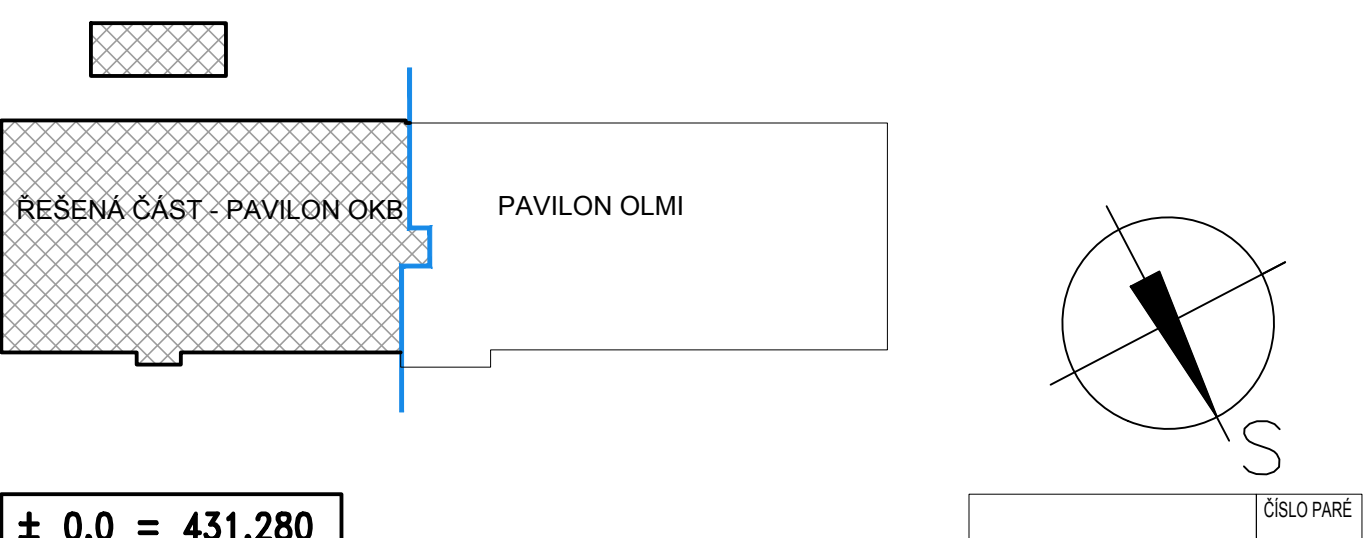 ŘEŠENÁ ČÁST - PAVILON OKB
PAVILON OLMI
S
± 0.0 = 431.280
ČÍSLO PARÉ